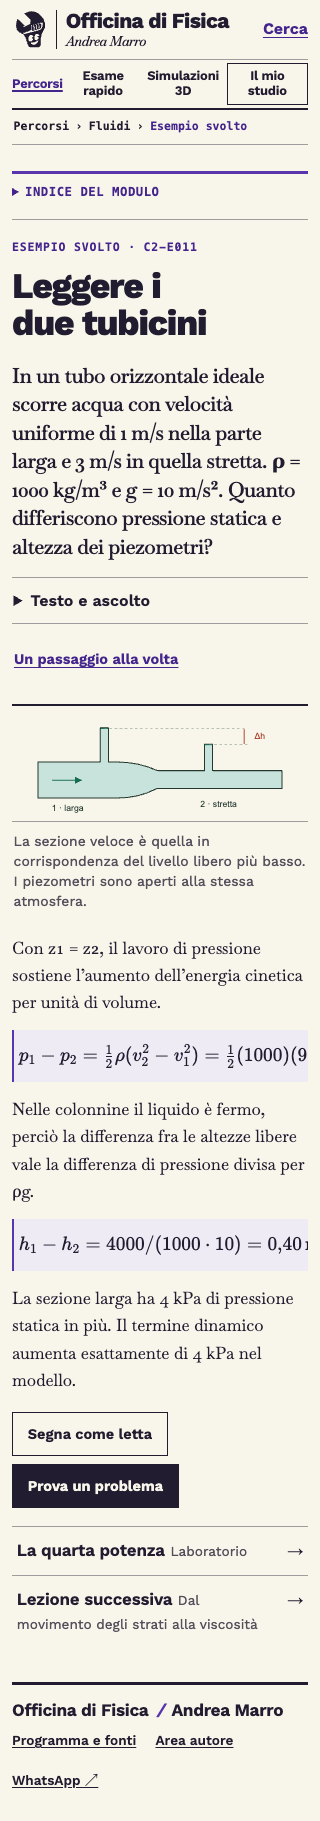 Officina di Fisica
Andrea Marro
Cerca
Percorsi
Esame rapido
Simulazioni 3D
Il mio studio
Percorsi › Fluidi › Esempio svolto
▶ INDICE DEL MODULO
ESEMPIO SVOLTO · C2–E011
Leggere i
due tubicini
In un tubo orizzontale ideale
scorre acqua con velocità
uniforme di 1 m/s nella parte
larga e 3 m/s in quella stretta. ρ =
1000 kg/m³ e g = 10 m/s². Quanto
differiscono pressione statica e
altezza dei piezometri?
▶ Testo e ascolto
Un passaggio alla volta
Δh
1 · larga
2 · stretta
La sezione veloce è quella in
corrispondenza del livello libero più basso.
I piezometri sono aperti alla stessa
atmosfera.
Con z1 = z2, il lavoro di pressione
sostiene l’aumento dell’energia cinetica
per unità di volume.
p₁ − p₂ = ½ρ(v₂² − v₁²) = ½(1000)(9
Nelle colonnine il liquido è fermo,
perciò la differenza fra le altezze libere
vale la differenza di pressione divisa per
ρg.
h₁ − h₂ = 4000/(1000 · 10) = 0,40
La sezione larga ha 4 kPa di pressione
statica in più. Il termine dinamico
aumenta esattamente di 4 kPa nel
modello.
Segna come letta
Prova un problema
La quarta potenza Laboratorio →
Lezione successiva Dal →
movimento degli strati alla viscosità
Officina di Fisica / Andrea Marro
Programma e fonti Area autore
WhatsApp ↗